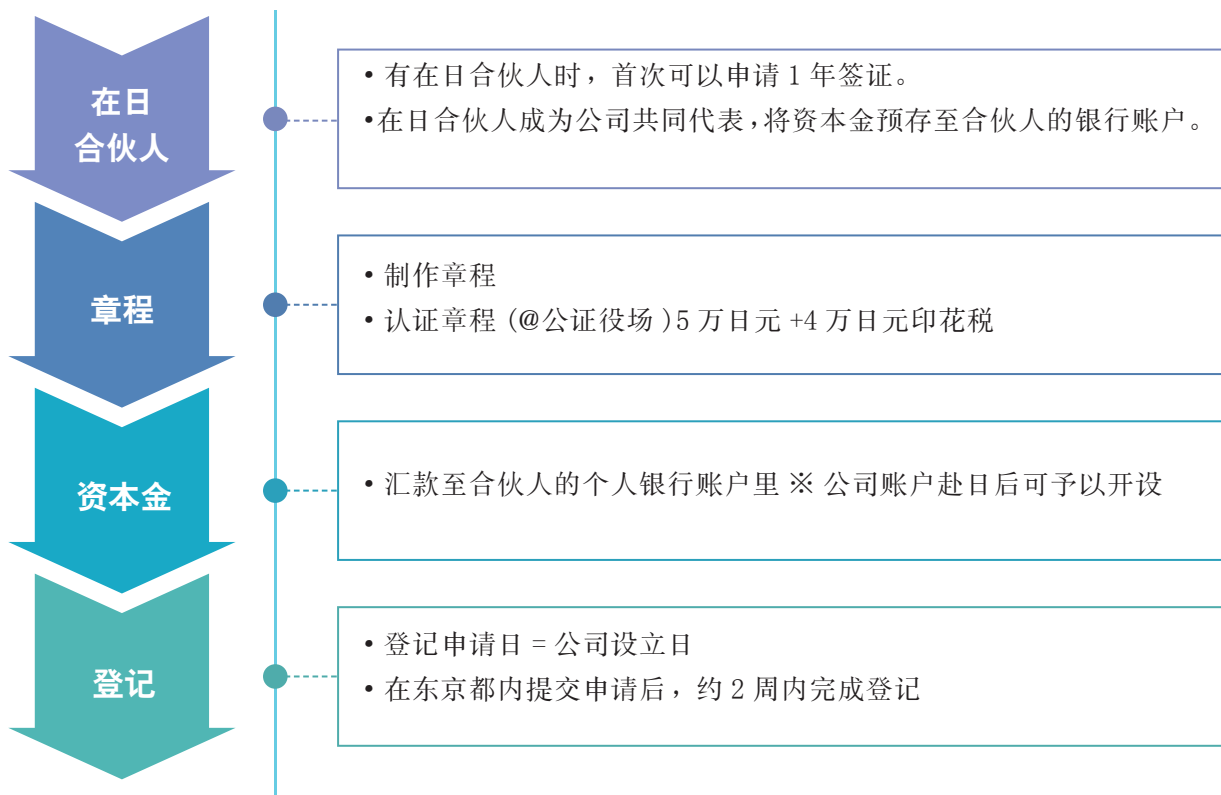 在日
合伙人
• 有在日合伙人时，首次可以申请 1 年签证。
•在日合伙人成为公司共同代表，将资本金预存至合伙人的银行账户。
章程
• 制作章程
• 认证章程 (@公证役场 )5 万日元 +4 万日元印花税
资本金
• 汇款至合伙人的个人银行账户里 ※ 公司账户赴日后可予以开设
登记
• 登记申请日 = 公司设立日
• 在东京都内提交申请后，约 2 周内完成登记